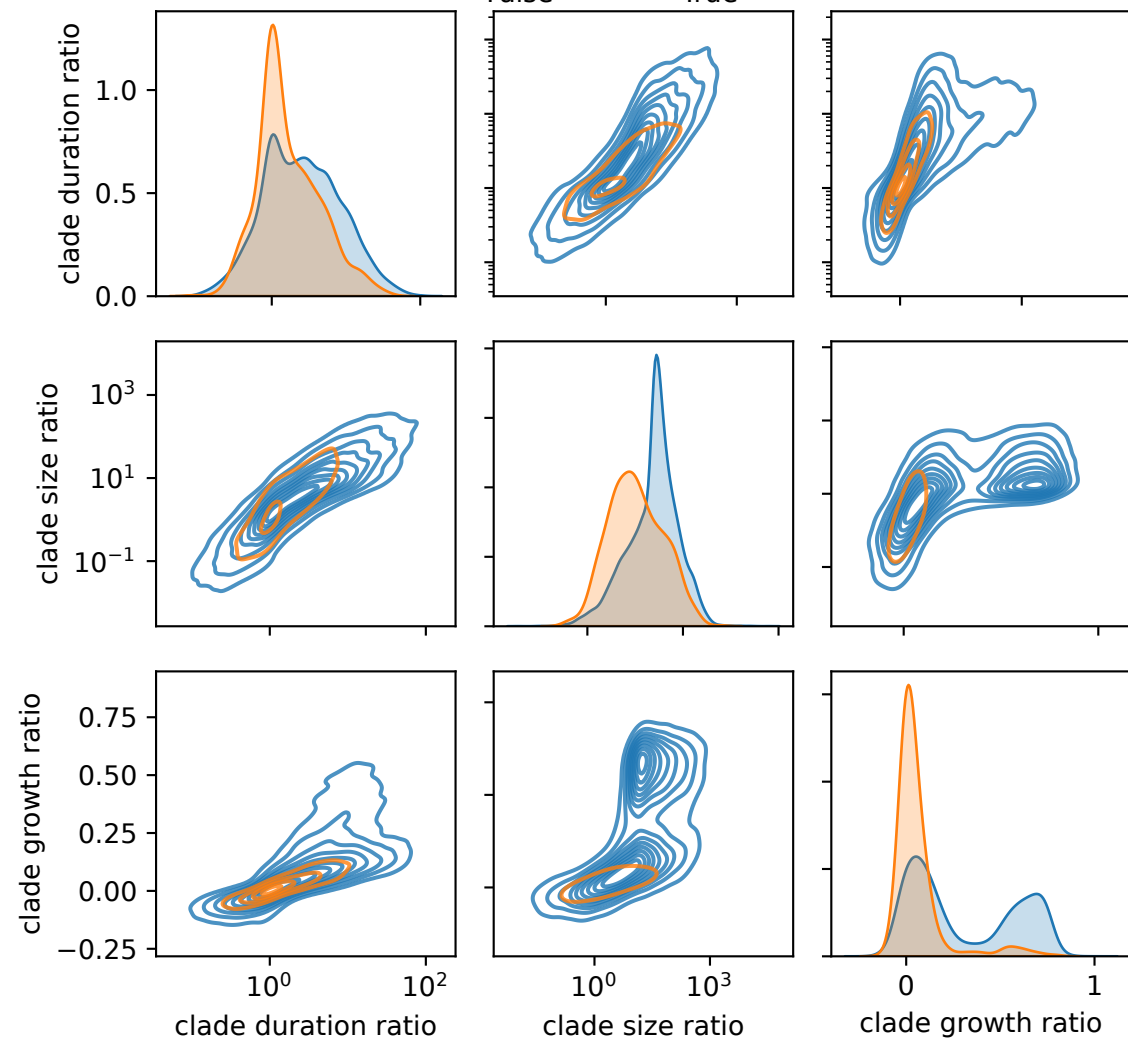 clade duration ratio
1.0
0.5
0.0
clade size ratio
10³
10¹
10⁻¹
clade growth ratio
0.75
0.50
0.25
0.00
−0.25
10⁰ 10² 10⁰ 10³ 0 1
clade duration ratio clade size ratio clade growth ratio